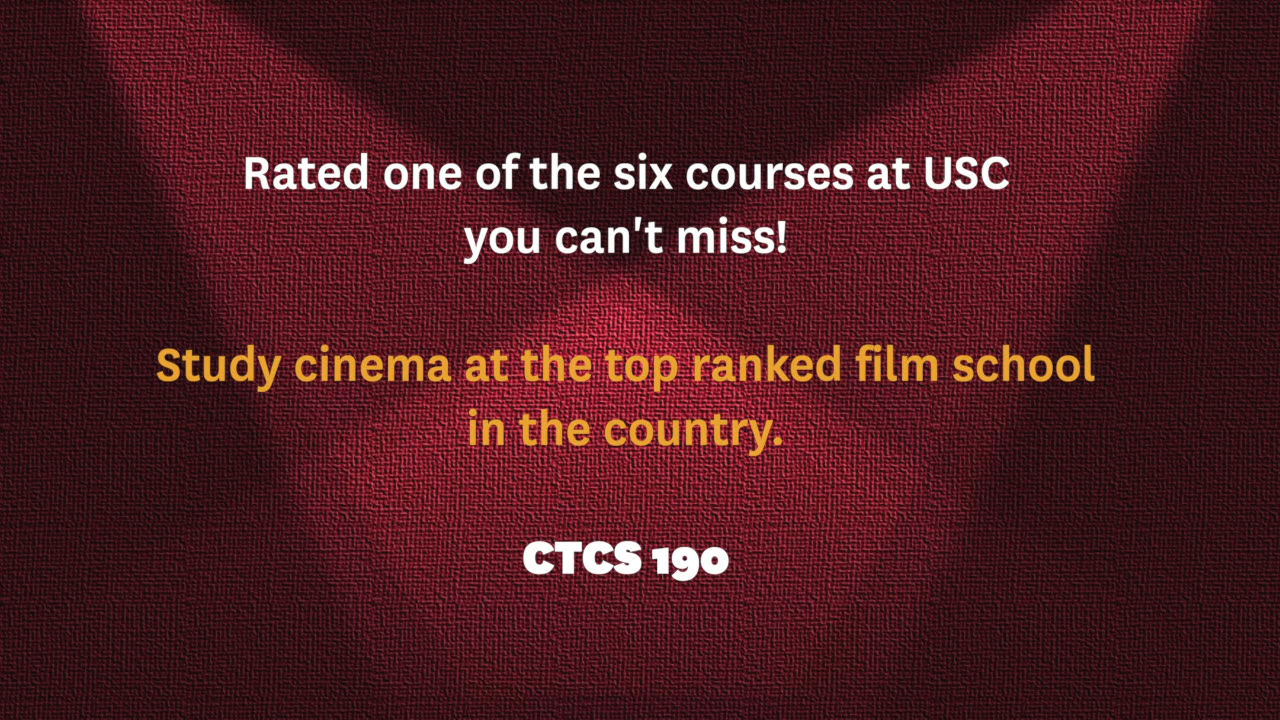 Rated one of the six courses at USC
you can't miss!
Study cinema at the top ranked film school
in the country.
CTCS 190